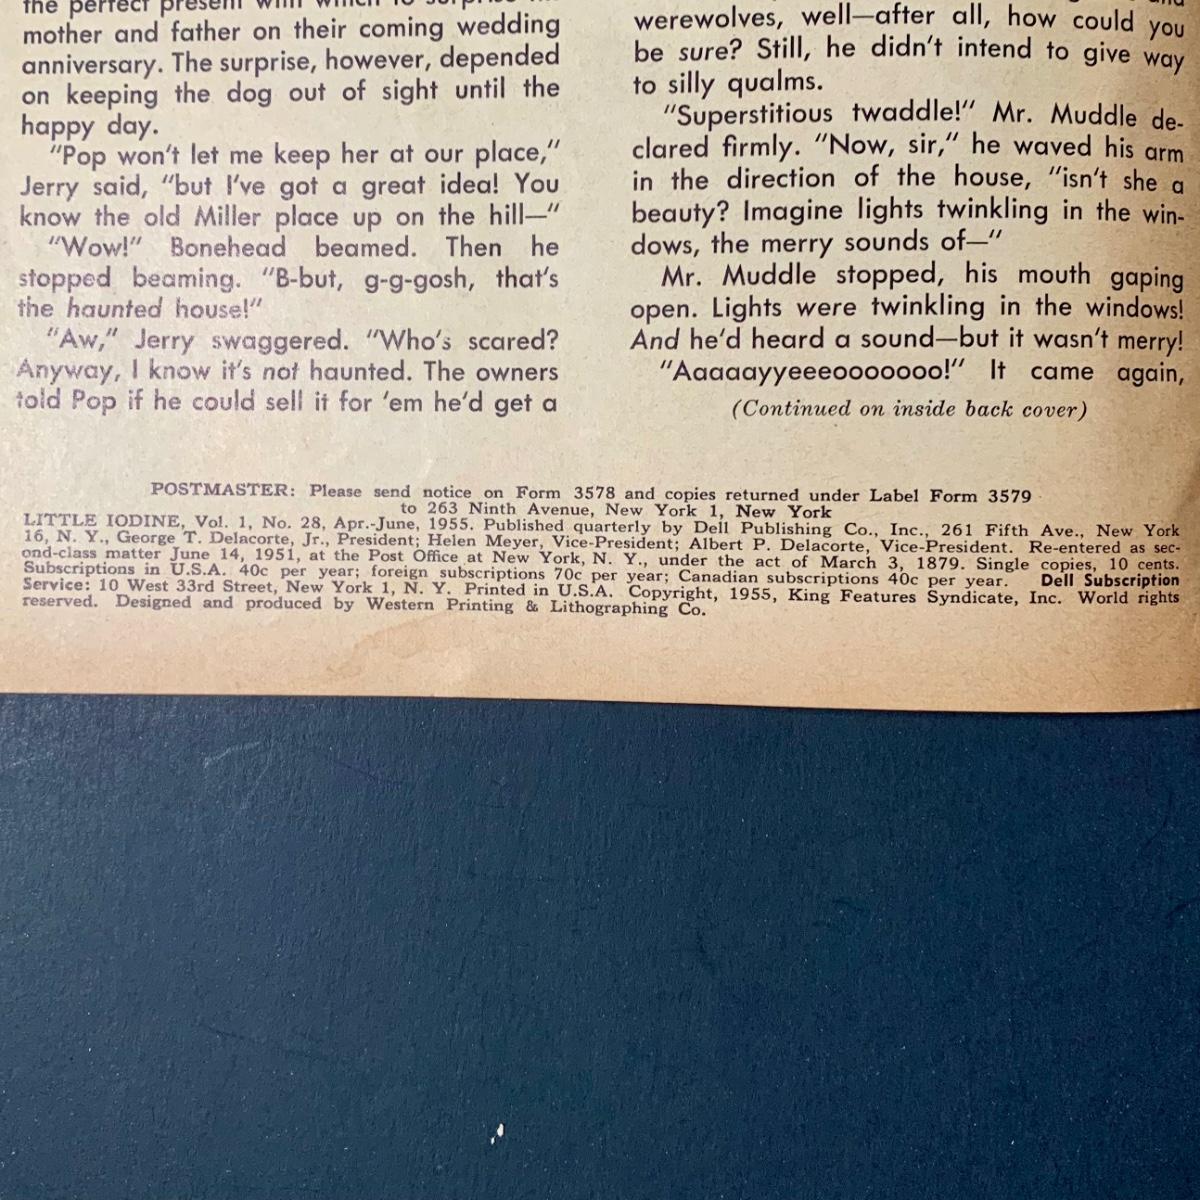 the perfect present with which to surprise
mother and father on their coming wedding
anniversary. The surprise, however, depended
on keeping the dog out of sight until the
happy day.
"Pop won't let me keep her at our place,"
Jerry said, "but I've got a great idea! You
know the old Miller place up on the hill—"
"Wow!" Bonehead beamed. Then he
stopped beaming. "B-but, g-g-gosh, that's
the haunted house!"
"Aw," Jerry swaggered. "Who's scared?
Anyway, I know it's not haunted. The owners
told Pop if he could sell it for 'em he'd get a
werewolves, well—after all, how could you
be sure? Still, he didn't intend to give way
to silly qualms.
"Superstitious twaddle!" Mr. Muddle de-
clared firmly. "Now, sir," he waved his arm
in the direction of the house, "isn't she a
beauty? Imagine lights twinkling in the win-
dows, the merry sounds of—"
Mr. Muddle stopped, his mouth gaping
open. Lights were twinkling in the windows!
And he'd heard a sound—but it wasn't merry!
"Aaaaayyeeeooooooo!" It came again,
(Continued on inside back cover)
POSTMASTER: Please send notice on Form 3578 and copies returned under Label Form 3579
to 263 Ninth Avenue, New York 1, New York
LITTLE IODINE, Vol. 1, No. 28, Apr.-June, 1955. Published quarterly by Dell Publishing Co., Inc., 261 Fifth Ave., New York
16, N. Y., George T. Delacorte, Jr., President; Helen Meyer, Vice-President; Albert P. Delacorte, Vice-President. Re-entered as sec-
ond-class matter June 14, 1951, at the Post Office at New York, N. Y., under the act of March 3, 1879. Single copies, 10 cents.
Subscriptions in U.S.A. 40c per year; foreign subscriptions 70c per year; Canadian subscriptions 40c per year. Dell Subscription
Service: 10 West 33rd Street, New York 1, N. Y. Printed in U.S.A. Copyright, 1955, King Features Syndicate, Inc. World rights
reserved. Designed and produced by Western Printing & Lithographing Co.